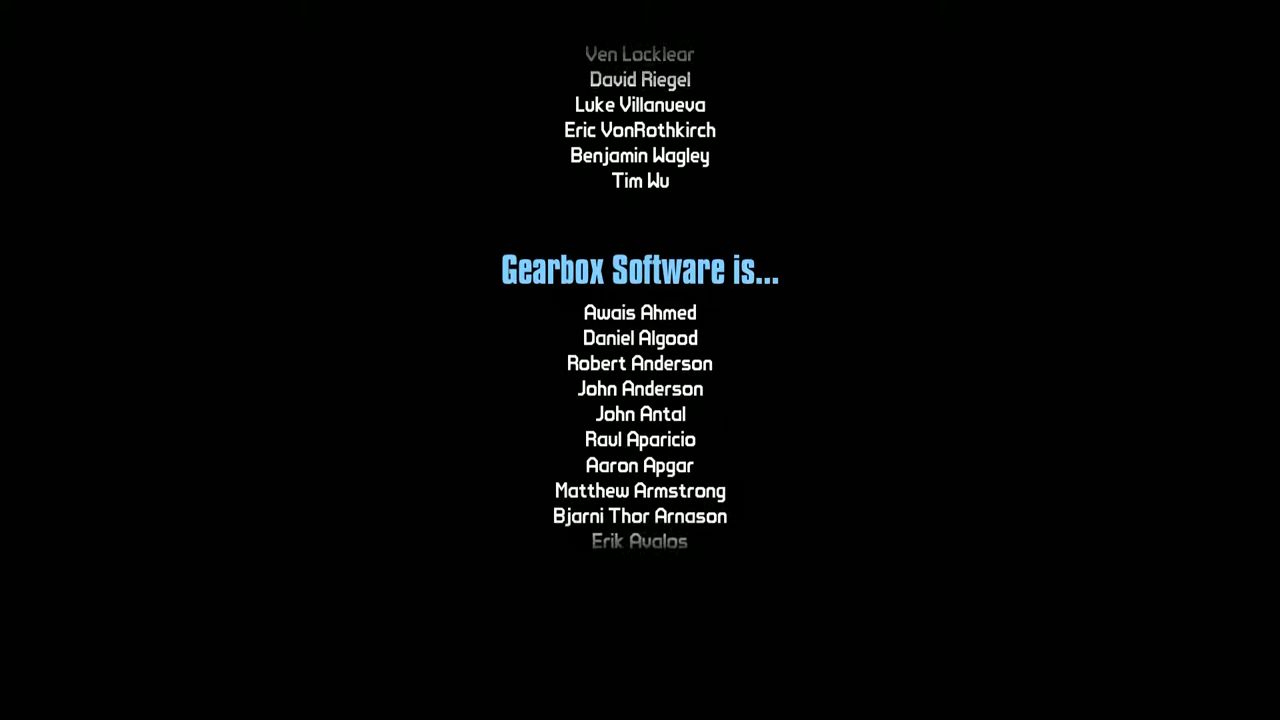 Ven Locklear
David Riegel
Luke Villanueva
Eric VonRothkirch
Benjamin Wagley
Tim Wu
Gearbox Software is...
Awais Ahmed
Daniel Algood
Robert Anderson
John Anderson
John Antal
Raul Aparicio
Aaron Apgar
Matthew Armstrong
Bjarni Thor Arnason
Erik Avalos